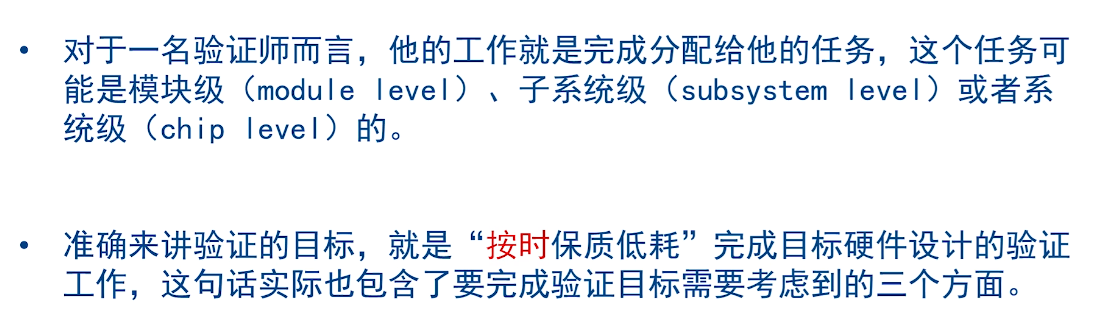 • 对于一名验证师而言，他的工作就是完成分配给他的任务，这个任务可
能是模块级（module level）、子系统级（subsystem level）或者系
统级（chip level）的。
• 准确来讲验证的目标，就是“按时保质低耗”完成目标硬件设计的验证
工作，这句话实际也包含了要完成验证目标需要考虑到的三个方面。